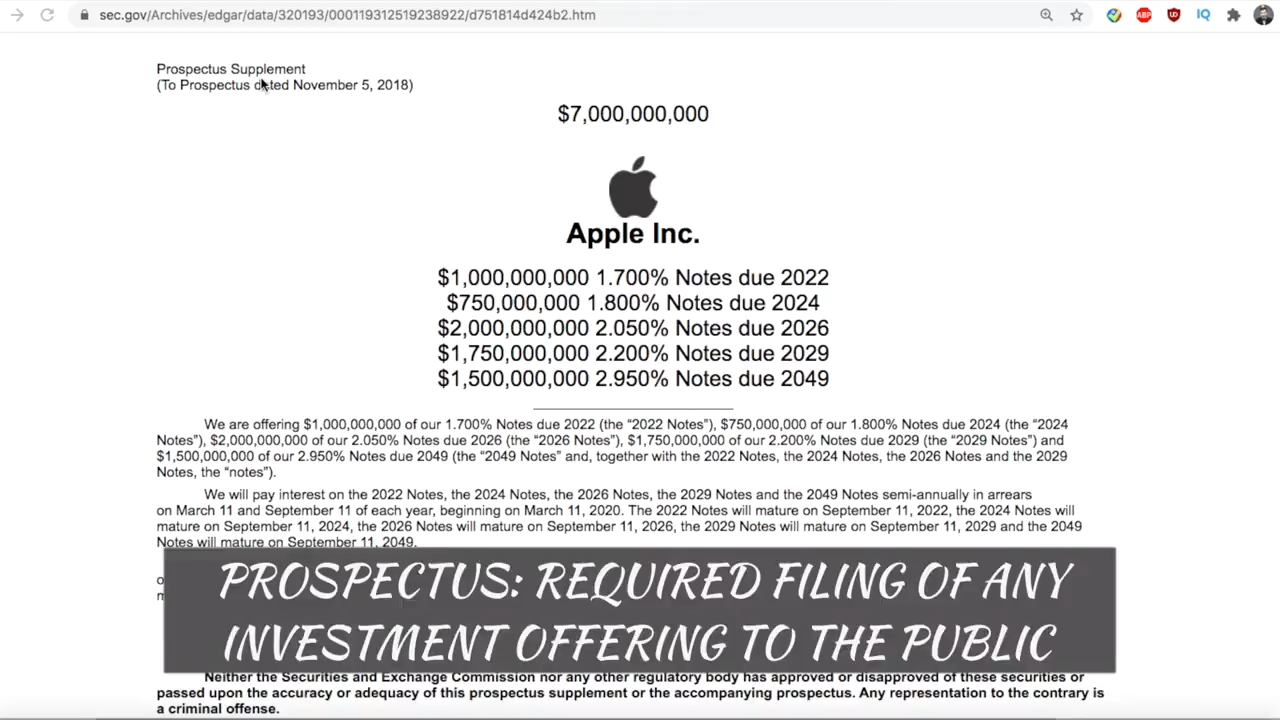 sec.gov/Archives/edgar/data/320193/000119312519238922/d751814d424b2.htm
ABP
IQ
Prospectus Supplement
(To Prospectus dated November 5, 2018)
$7,000,000,000
Apple Inc.
$1,000,000,000 1.700% Notes due 2022
$750,000,000 1.800% Notes due 2024
$2,000,000,000 2.050% Notes due 2026
$1,750,000,000 2.200% Notes due 2029
$1,500,000,000 2.950% Notes due 2049
We are offering $1,000,000,000 of our 1.700% Notes due 2022 (the “2022 Notes”), $750,000,000 of our 1.800% Notes due 2024 (the “2024
Notes”), $2,000,000,000 of our 2.050% Notes due 2026 (the “2026 Notes”), $1,750,000,000 of our 2.200% Notes due 2029 (the “2029 Notes”) and
$1,500,000,000 of our 2.950% Notes due 2049 (the “2049 Notes” and, together with the 2022 Notes, the 2024 Notes, the 2026 Notes and the 2029
Notes, the “notes”).
We will pay interest on the 2022 Notes, the 2024 Notes, the 2026 Notes, the 2029 Notes and the 2049 Notes semi-annually in arrears
on March 11 and September 11 of each year, beginning on March 11, 2020. The 2022 Notes will mature on September 11, 2022, the 2024 Notes will
mature on September 11, 2024, the 2026 Notes will mature on September 11, 2026, the 2029 Notes will mature on September 11, 2029 and the 2049
Notes will mature on September 11, 2049.
PROSPECTUS: REQUIRED FILING OF ANY
INVESTMENT OFFERING TO THE PUBLIC
Neither the Securities and Exchange Commission nor any other regulatory body has approved or disapproved of these securities or
passed upon the accuracy or adequacy of this prospectus supplement or the accompanying prospectus. Any representation to the contrary is
a criminal offense.